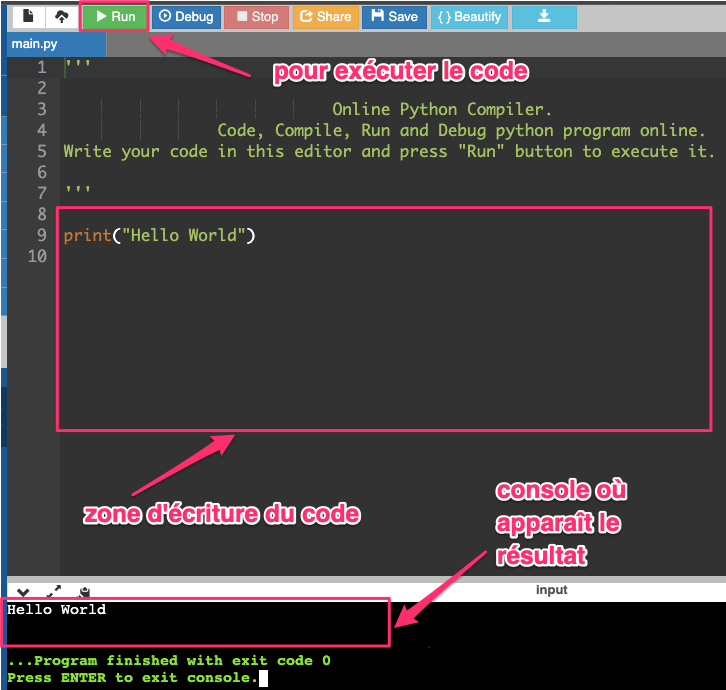 Run Debug Stop Share Save { } Beautify
main.py
pour exécuter le code
1 '''
2
3 Online Python Compiler.
4 Code, Compile, Run and Debug python program online.
5 Write your code in this editor and press "Run" button to execute it.
6
7 '''
8
9 print("Hello World")
10
zone d'écriture du code
console où
apparaît le
résultat
input
Hello World
...Program finished with exit code 0
Press ENTER to exit console.